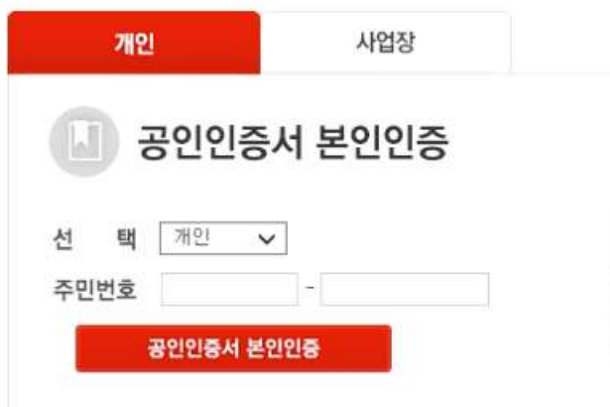 개인 사업장
공인인증서 본인인증
선 택 개인
주민번호 -
공인인증서 본인인증